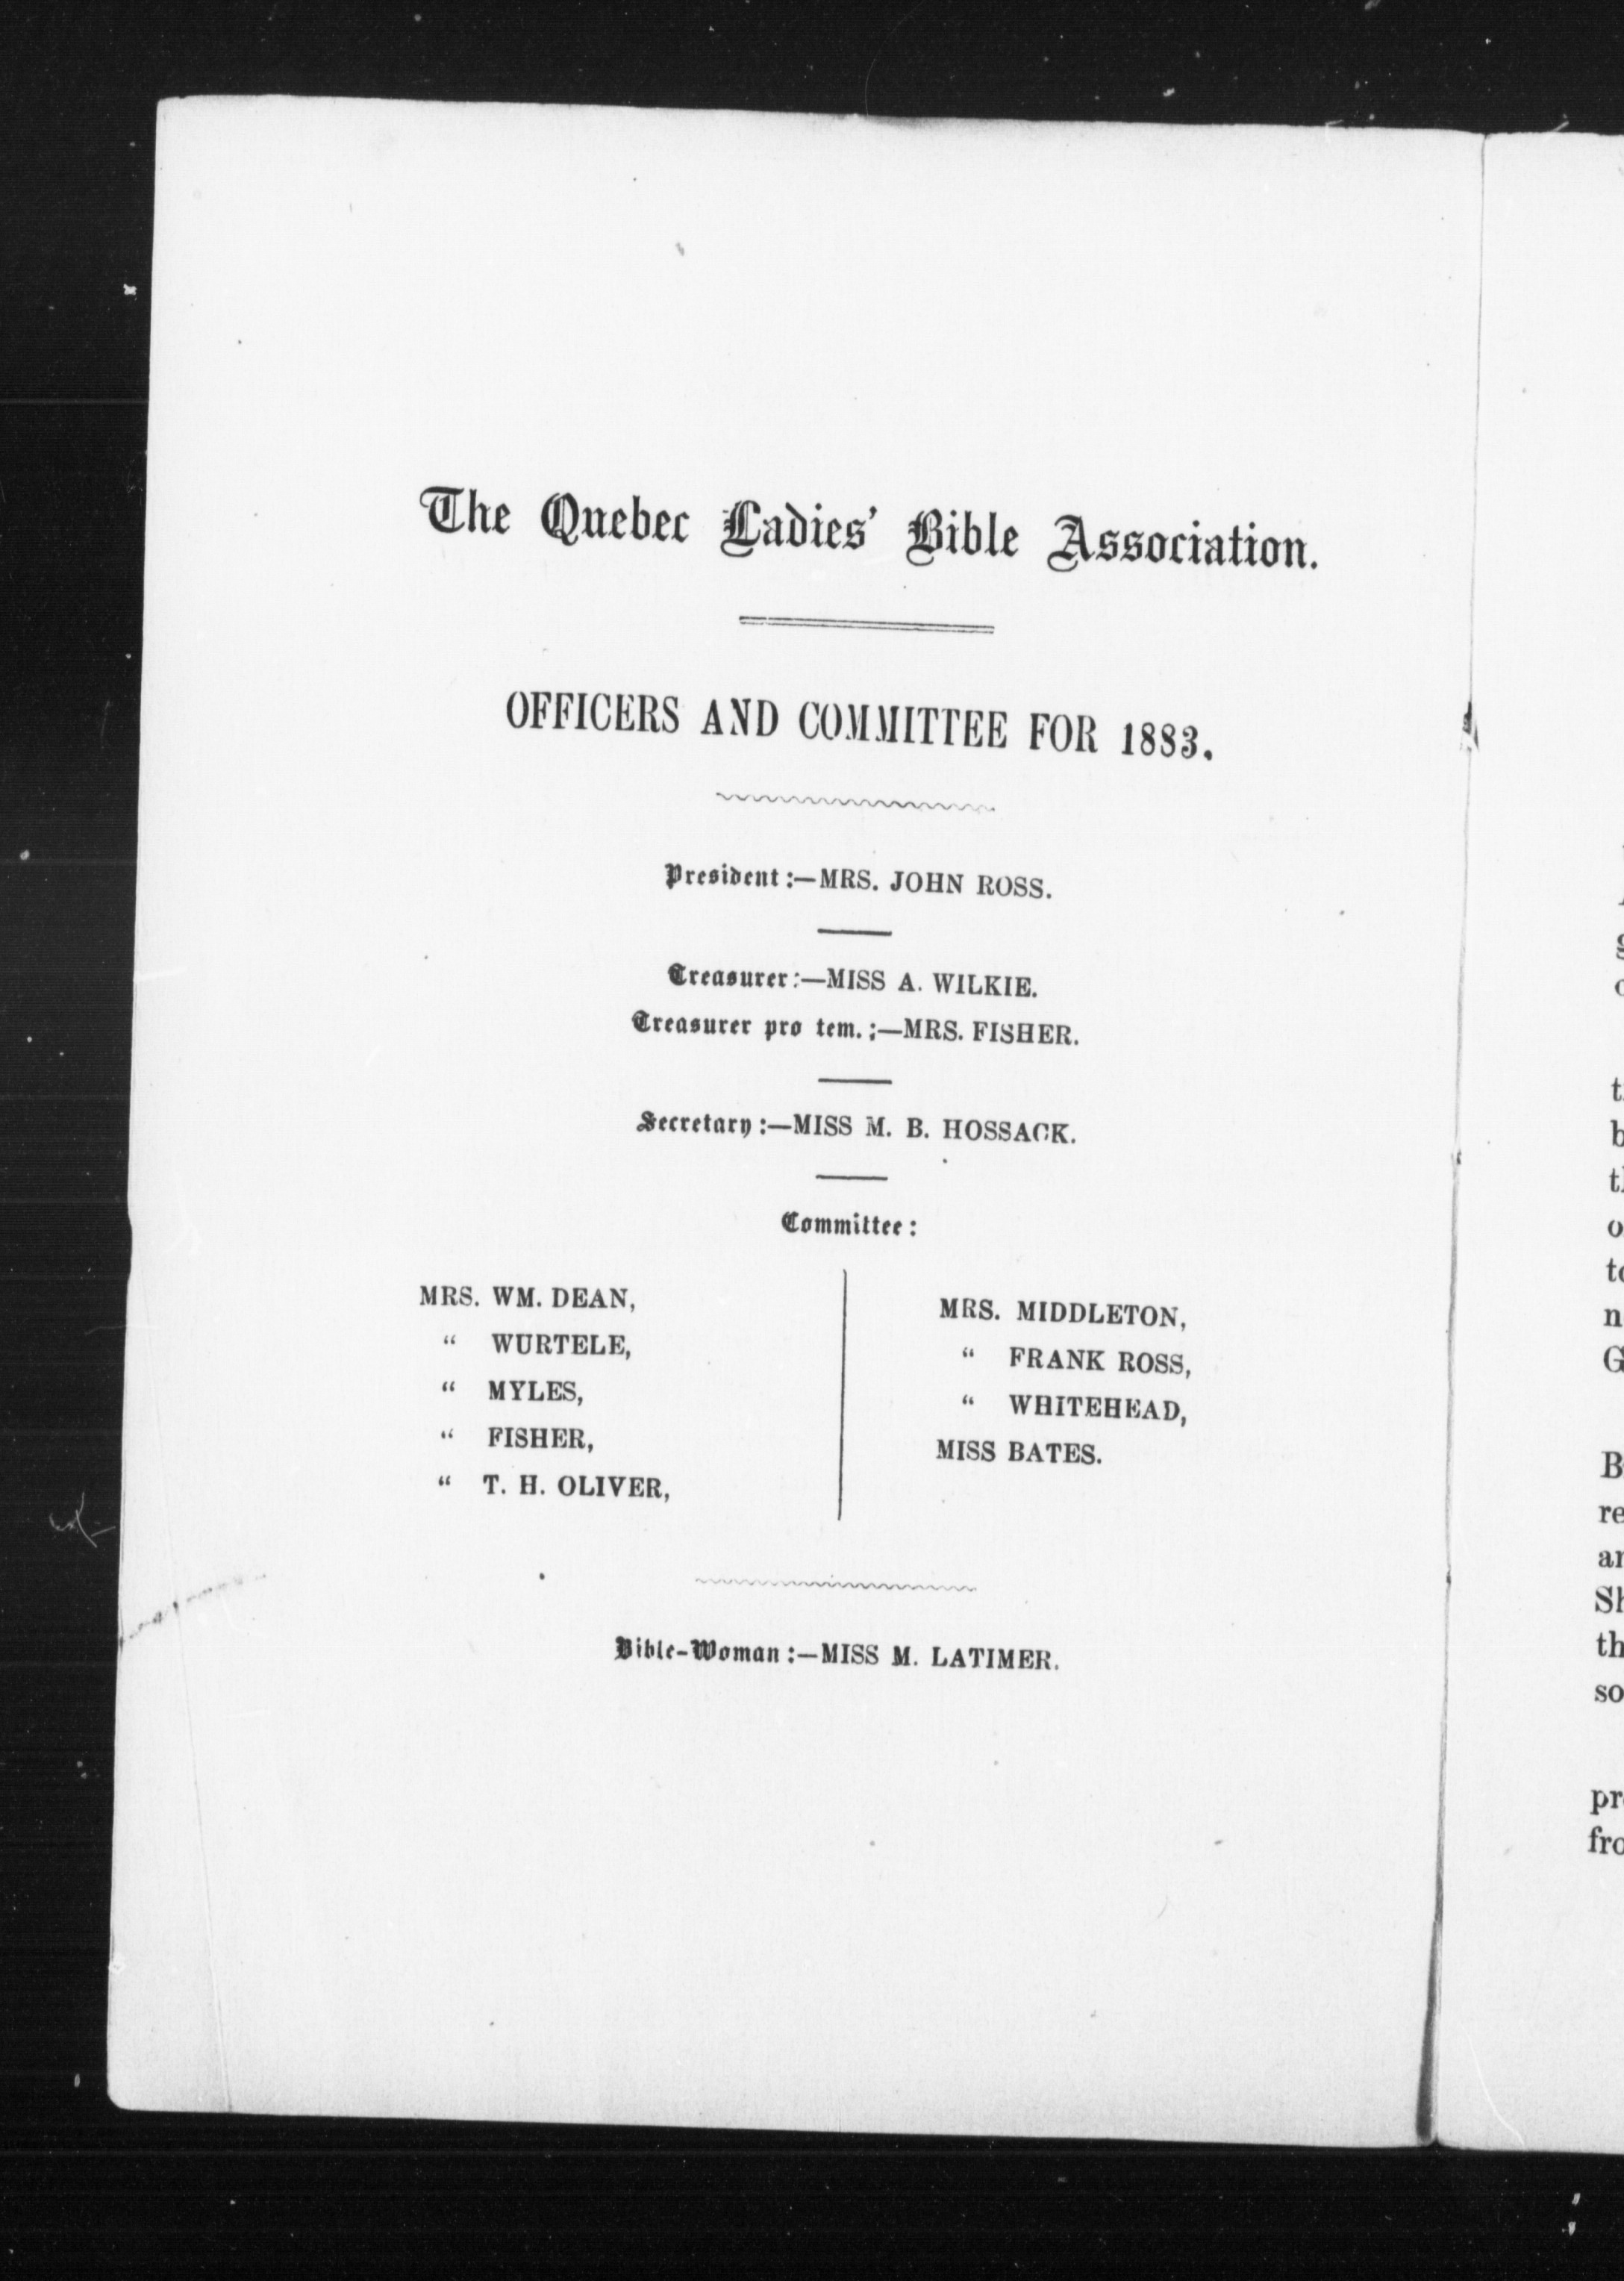 The Quebec Ladies' Bible Association.
OFFICERS AND COMMITTEE FOR 1883.
President :—MRS. JOHN ROSS.
Treasurer:—MISS A. WILKIE.
Treasurer pro tem. :—MRS. FISHER.
Secretary :—MISS M. B. HOSSACK.
Committee :
MRS. WM. DEAN,
“ WURTELE,
“ MYLES,
“ FISHER,
“ T. H. OLIVER,
MRS. MIDDLETON,
“ FRANK ROSS,
“ WHITEHEAD,
MISS BATES.
Bible-Woman :—MISS M. LATIMER.